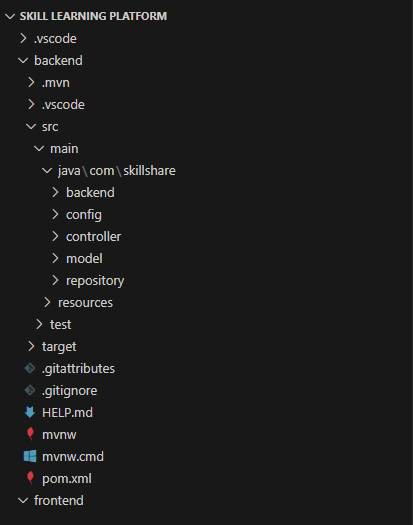 SKILL LEARNING PLATFORM
.vscode
backend
.mvn
.vscode
src
main
java\com\skillshare
backend
config
controller
model
repository
resources
test
target
.gitattributes
.gitignore
HELP.md
mvnw
mvnw.cmd
pom.xml
frontend